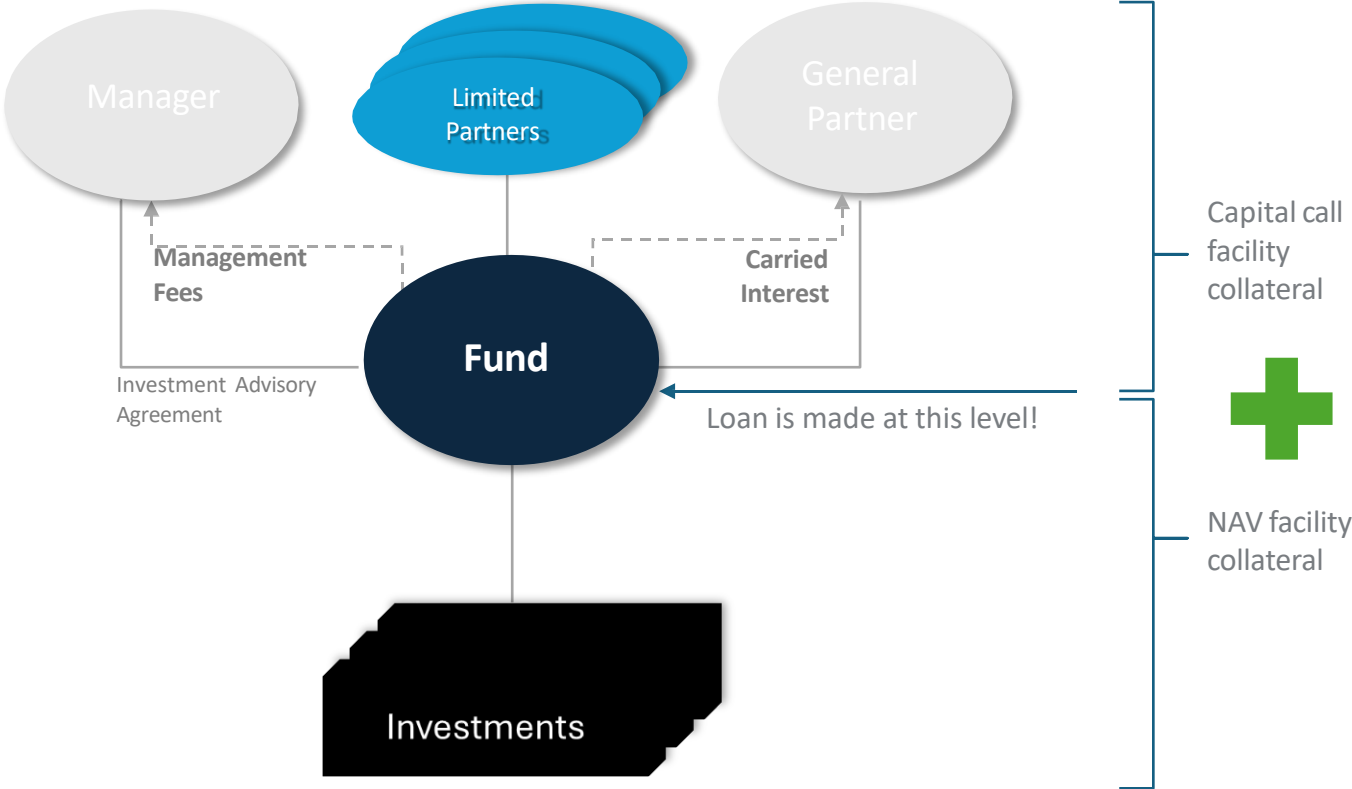 Manager
Limited
Partners
General
Partner
Management
Fees
Carried
Interest
Capital call
facility
collateral
Fund
Investment Advisory
Agreement
Loan is made at this level!
NAV facility
collateral
Investments